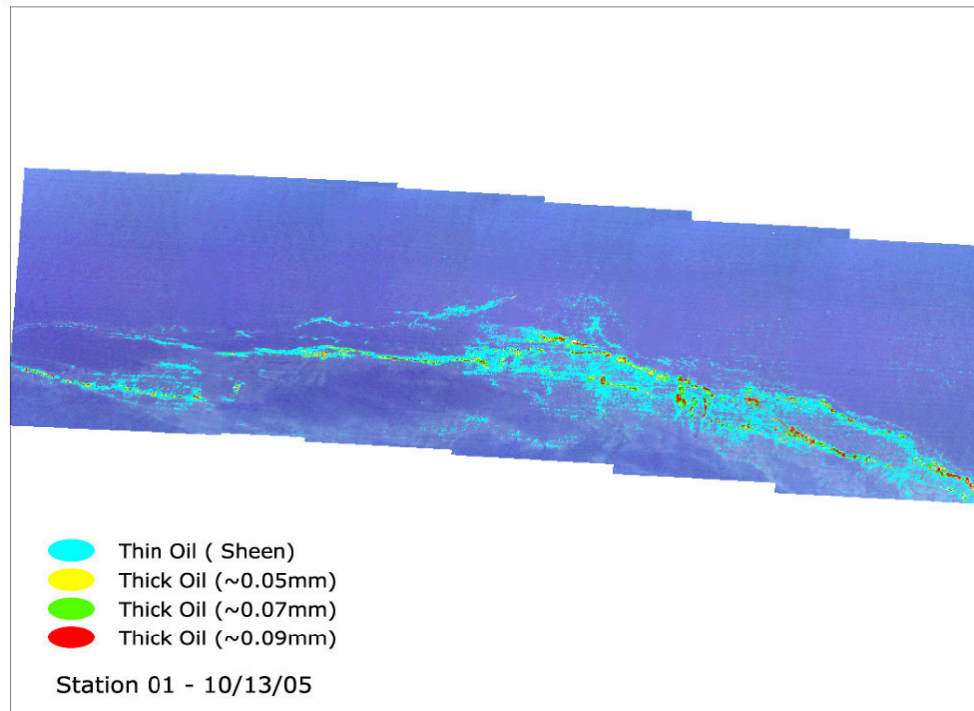 Thin Oil ( Sheen)
Thick Oil (~0.05mm)
Thick Oil (~0.07mm)
Thick Oil (~0.09mm)
Station 01 - 10/13/05